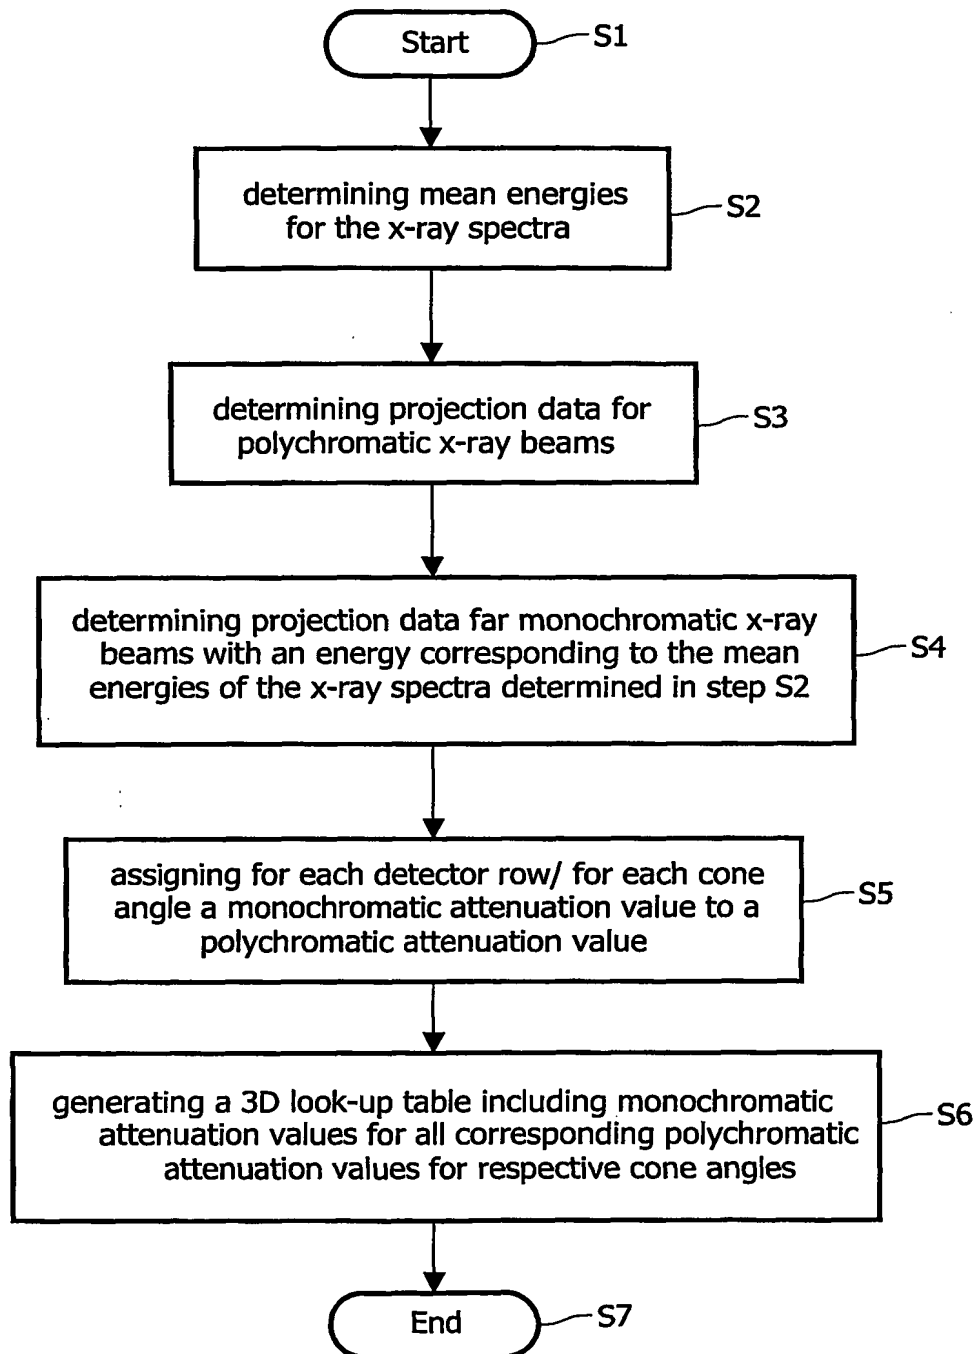 Start
S1
determining mean energies
for the x-ray spectra
S2
determining projection data for
polychromatic x-ray beams
S3
determining projection data far monochromatic x-ray
beams with an energy corresponding to the mean
energies of the x-ray spectra determined in step S2
S4
assigning for each detector row/ for each cone
angle a monochromatic attenuation value to a
polychromatic attenuation value
S5
generating a 3D look-up table including monochromatic
attenuation values for all corresponding polychromatic
attenuation values for respective cone angles
S6
End
S7